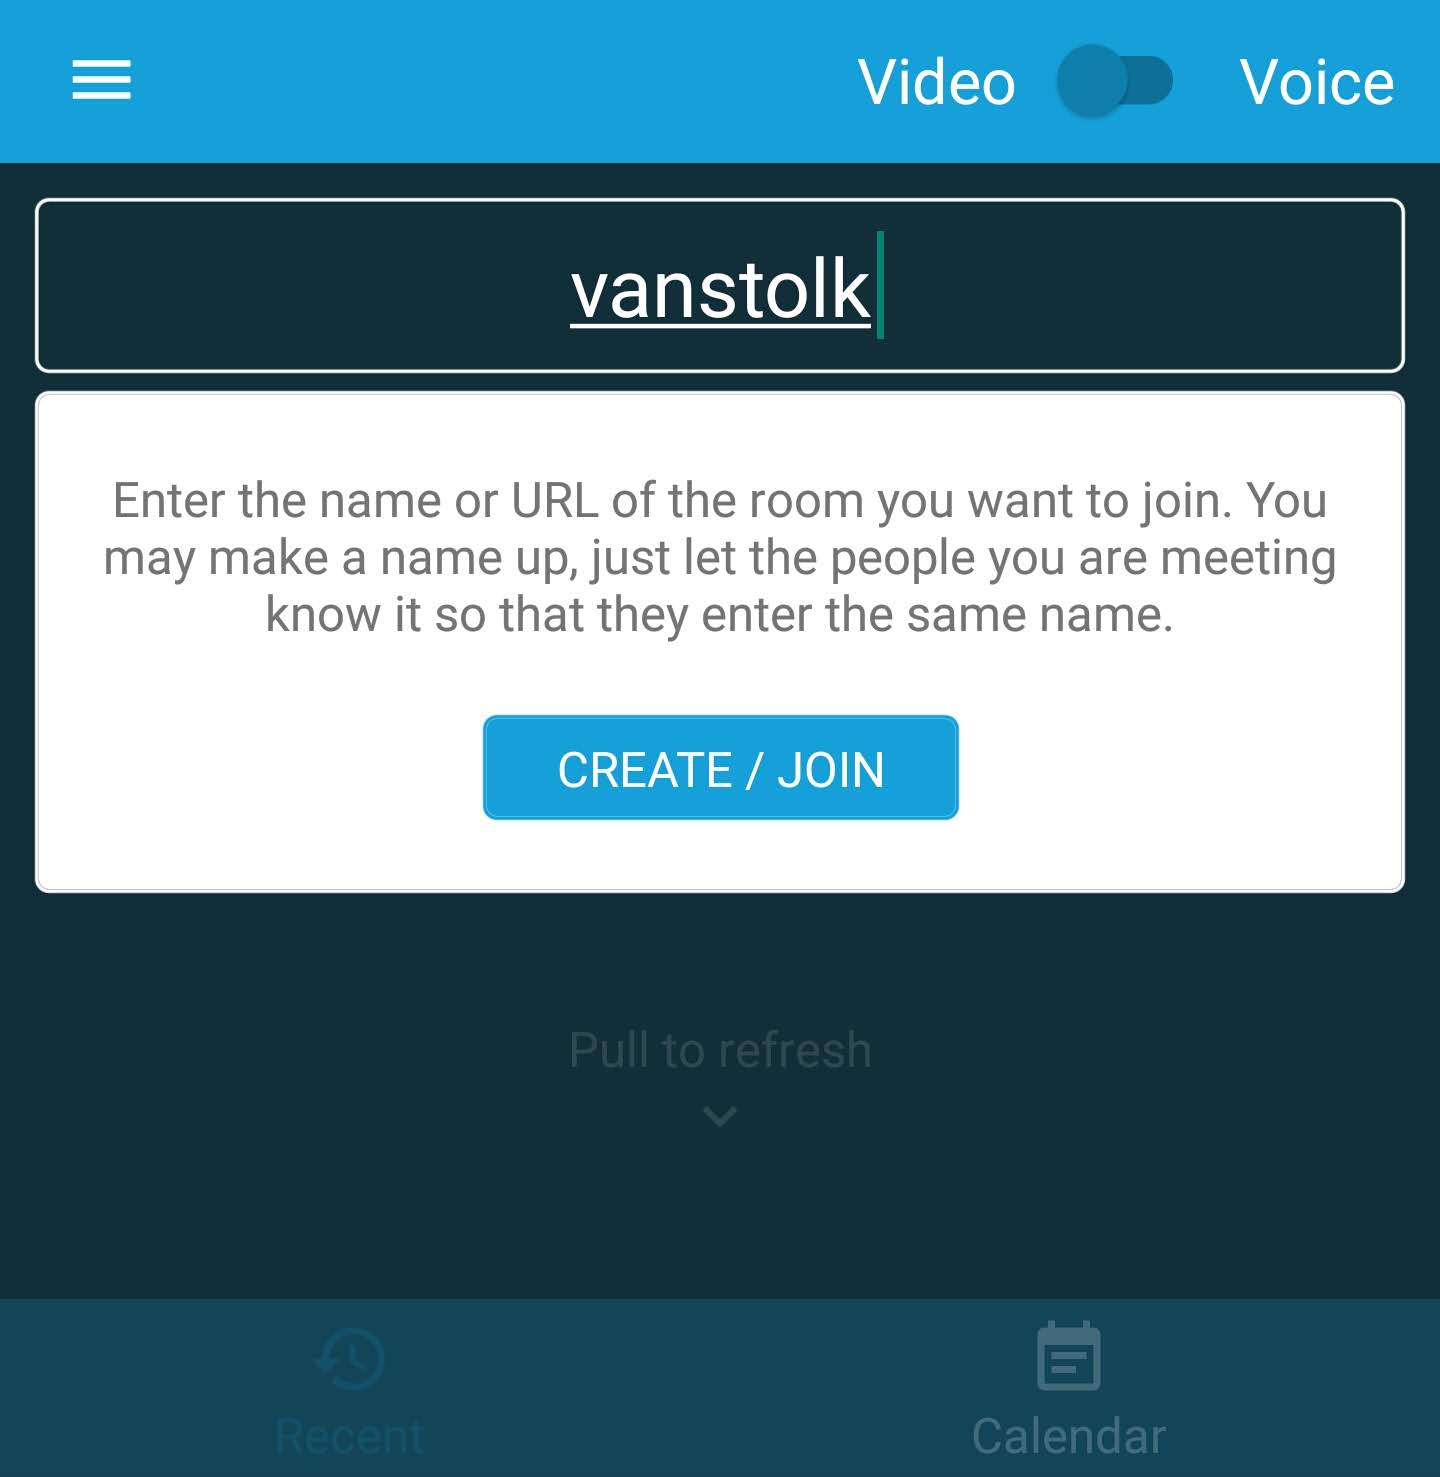 Video Voice
vanstolk
Enter the name or URL of the room you want to join. You
may make a name up, just let the people you are meeting
know it so that they enter the same name.
CREATE / JOIN
Pull to refresh
Recent Calendar